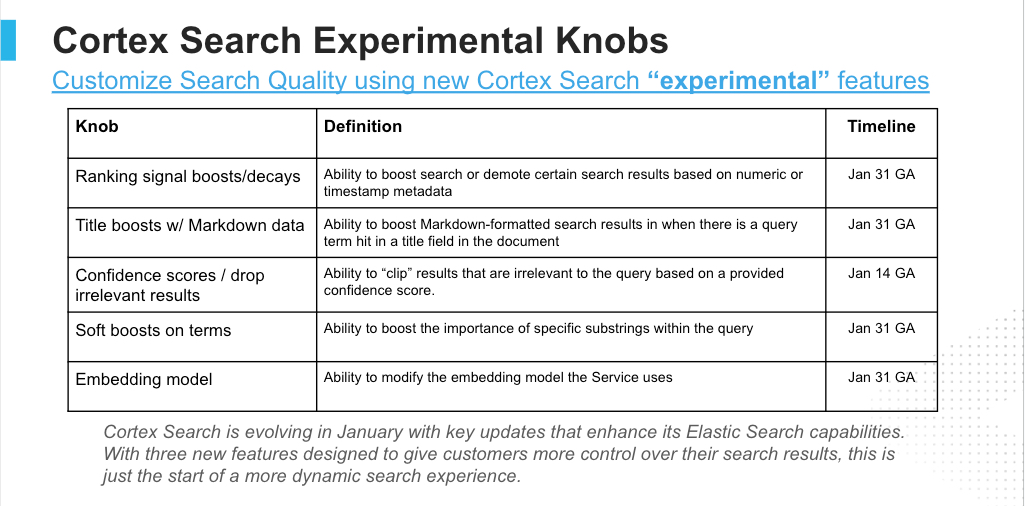 Cortex Search Experimental Knobs
Customize Search Quality using new Cortex Search “experimental” features
Knob
Definition
Timeline
Ranking signal boosts/decays
Ability to boost search or demote certain search results based on numeric or
timestamp metadata
Jan 31 GA
Title boosts w/ Markdown data
Ability to boost Markdown-formatted search results in when there is a query
term hit in a title field in the document
Jan 31 GA
Confidence scores / drop
irrelevant results
Ability to “clip” results that are irrelevant to the query based on a provided
confidence score.
Jan 14 GA
Soft boosts on terms
Ability to boost the importance of specific substrings within the query
Jan 31 GA
Embedding model
Ability to modify the embedding model the Service uses
Jan 31 GA
Cortex Search is evolving in January with key updates that enhance its Elastic Search capabilities.
With three new features designed to give customers more control over their search results, this is
just the start of a more dynamic search experience.